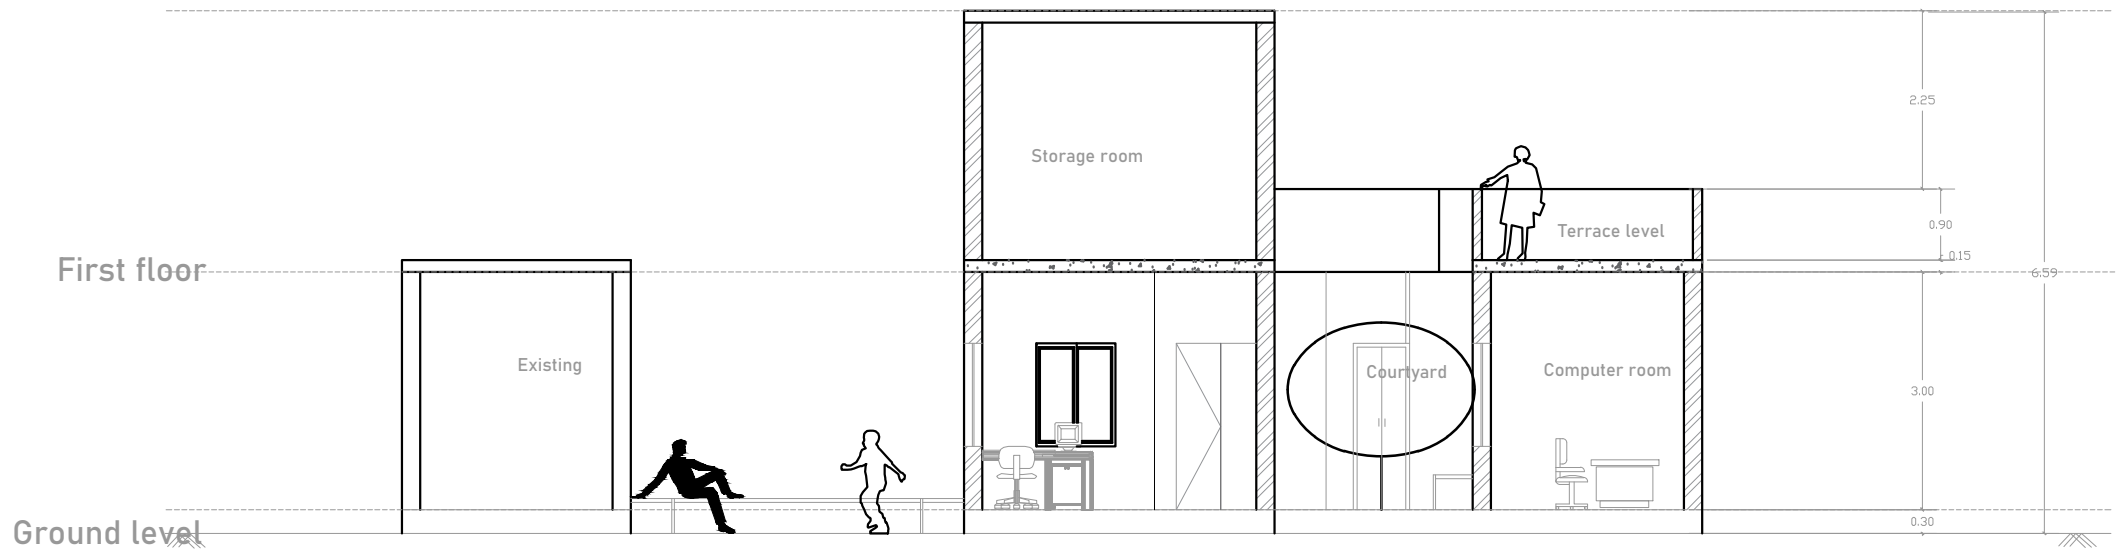 2.25
Storage room
0.90
Terrace level
0.15
First floor
6.59
Existing
Courtyard
Computer room
3.00
0.30
Ground level